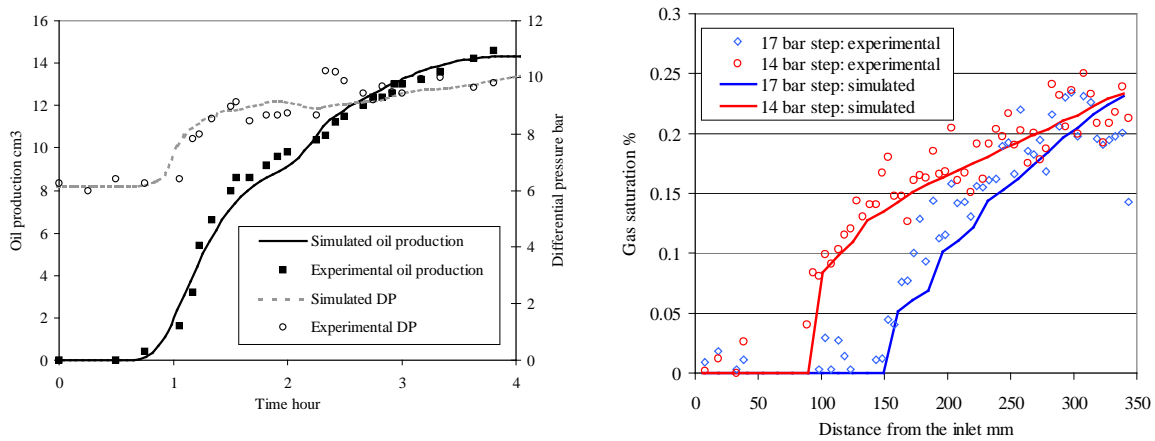 16
14
12
10
8
6
4
2
0
Oil production cm3
12
10
8
6
4
2
0
Differential pressure bar
Simulated oil production
Experimental oil production
Simulated DP
Experimental DP
0 1 2 3 4
Time hour
0.3
0.25
0.2
0.15
0.1
0.05
0
Gas saturation %
17 bar step: experimental
14 bar step: experimental
17 bar step: simulated
14 bar step: simulated
0 50 100 150 200 250 300 350
Distance from the inlet mm